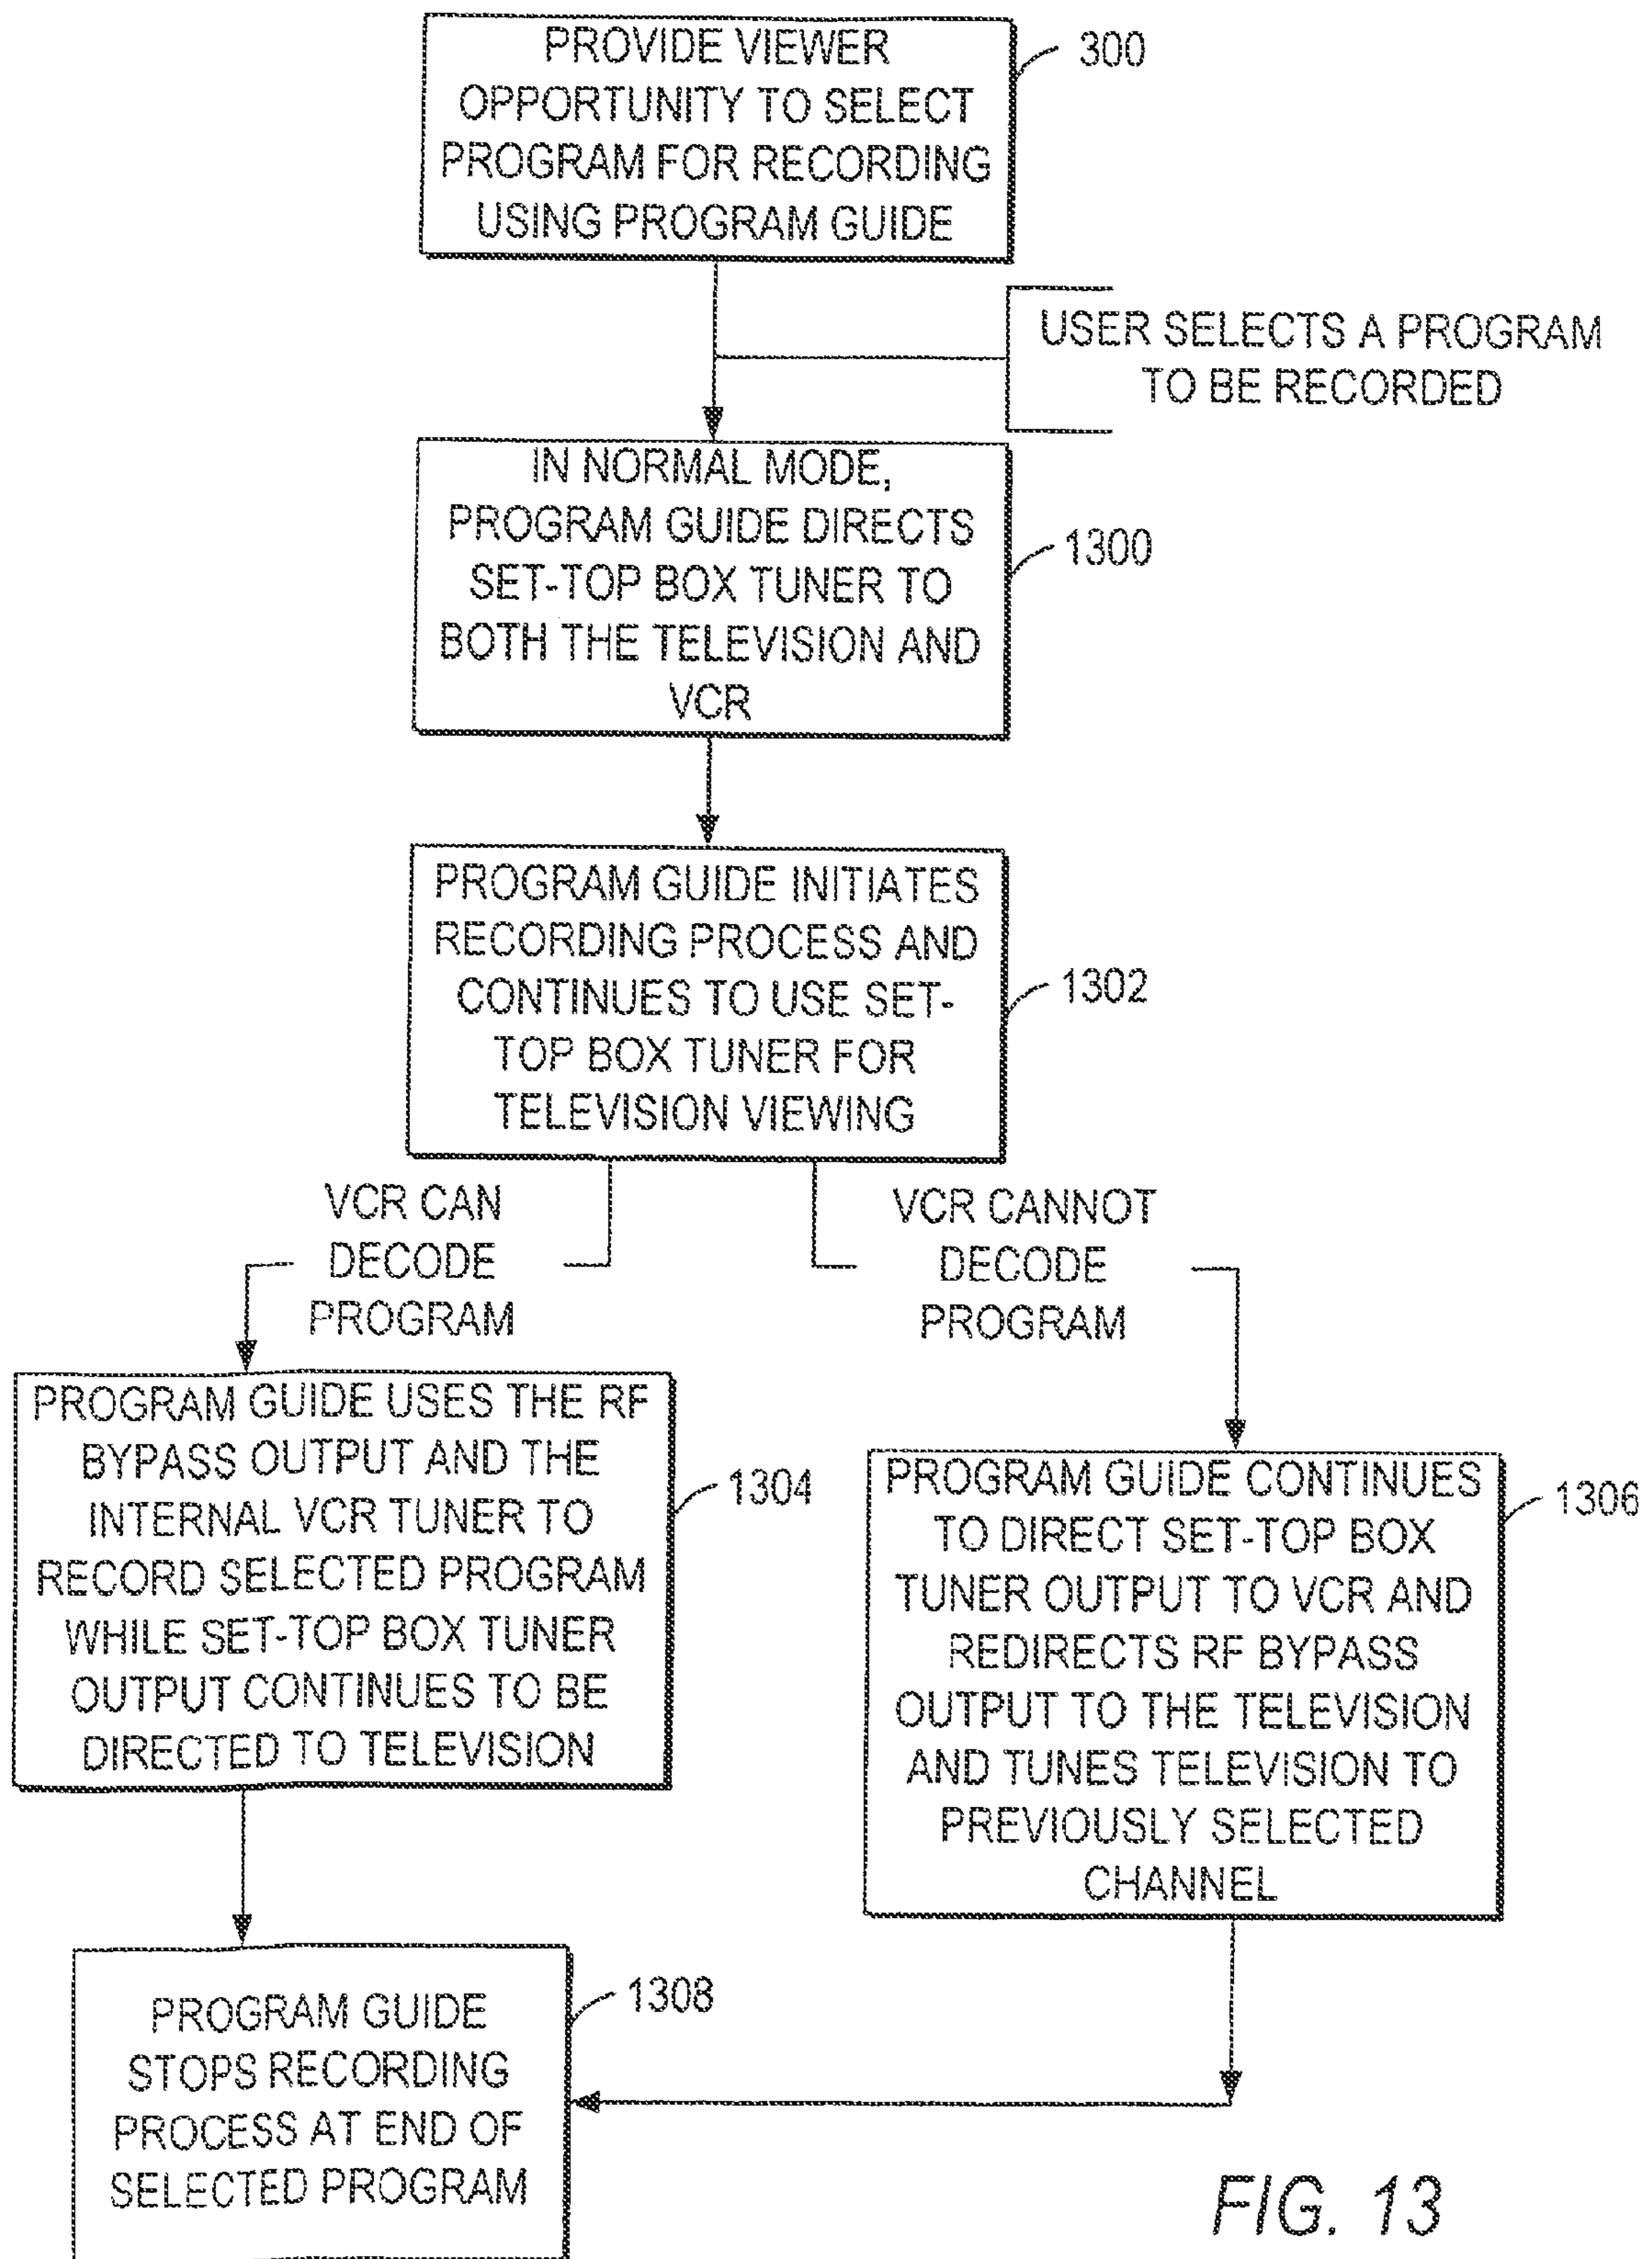 PROVIDE VIEWER
OPPORTUNITY TO SELECT
PROGRAM FOR RECORDING
USING PROGRAM GUIDE
300
USER SELECTS A PROGRAM
TO BE RECORDED
IN NORMAL MODE,
PROGRAM GUIDE DIRECTS
SET-TOP BOX TUNER TO
BOTH THE TELEVISION AND
VCR
1300
PROGRAM GUIDE INITIATES
RECORDING PROCESS AND
CONTINUES TO USE SET-
TOP BOX TUNER FOR
TELEVISION VIEWING
1302
VCR CAN
DECODE
PROGRAM
VCR CANNOT
DECODE
PROGRAM
PROGRAM GUIDE USES THE RF
BYPASS OUTPUT AND THE
INTERNAL VCR TUNER TO
RECORD SELECTED PROGRAM
WHILE SET-TOP BOX TUNER
OUTPUT CONTINUES TO BE
DIRECTED TO TELEVISION
1304
PROGRAM GUIDE CONTINUES
TO DIRECT SET-TOP BOX
TUNER OUTPUT TO VCR AND
REDIRECTS RF BYPASS
OUTPUT TO THE TELEVISION
AND TUNES TELEVISION TO
PREVIOUSLY SELECTED
CHANNEL
1306
PROGRAM GUIDE
STOPS RECORDING
PROCESS AT END OF
SELECTED PROGRAM
1308
FIG. 13